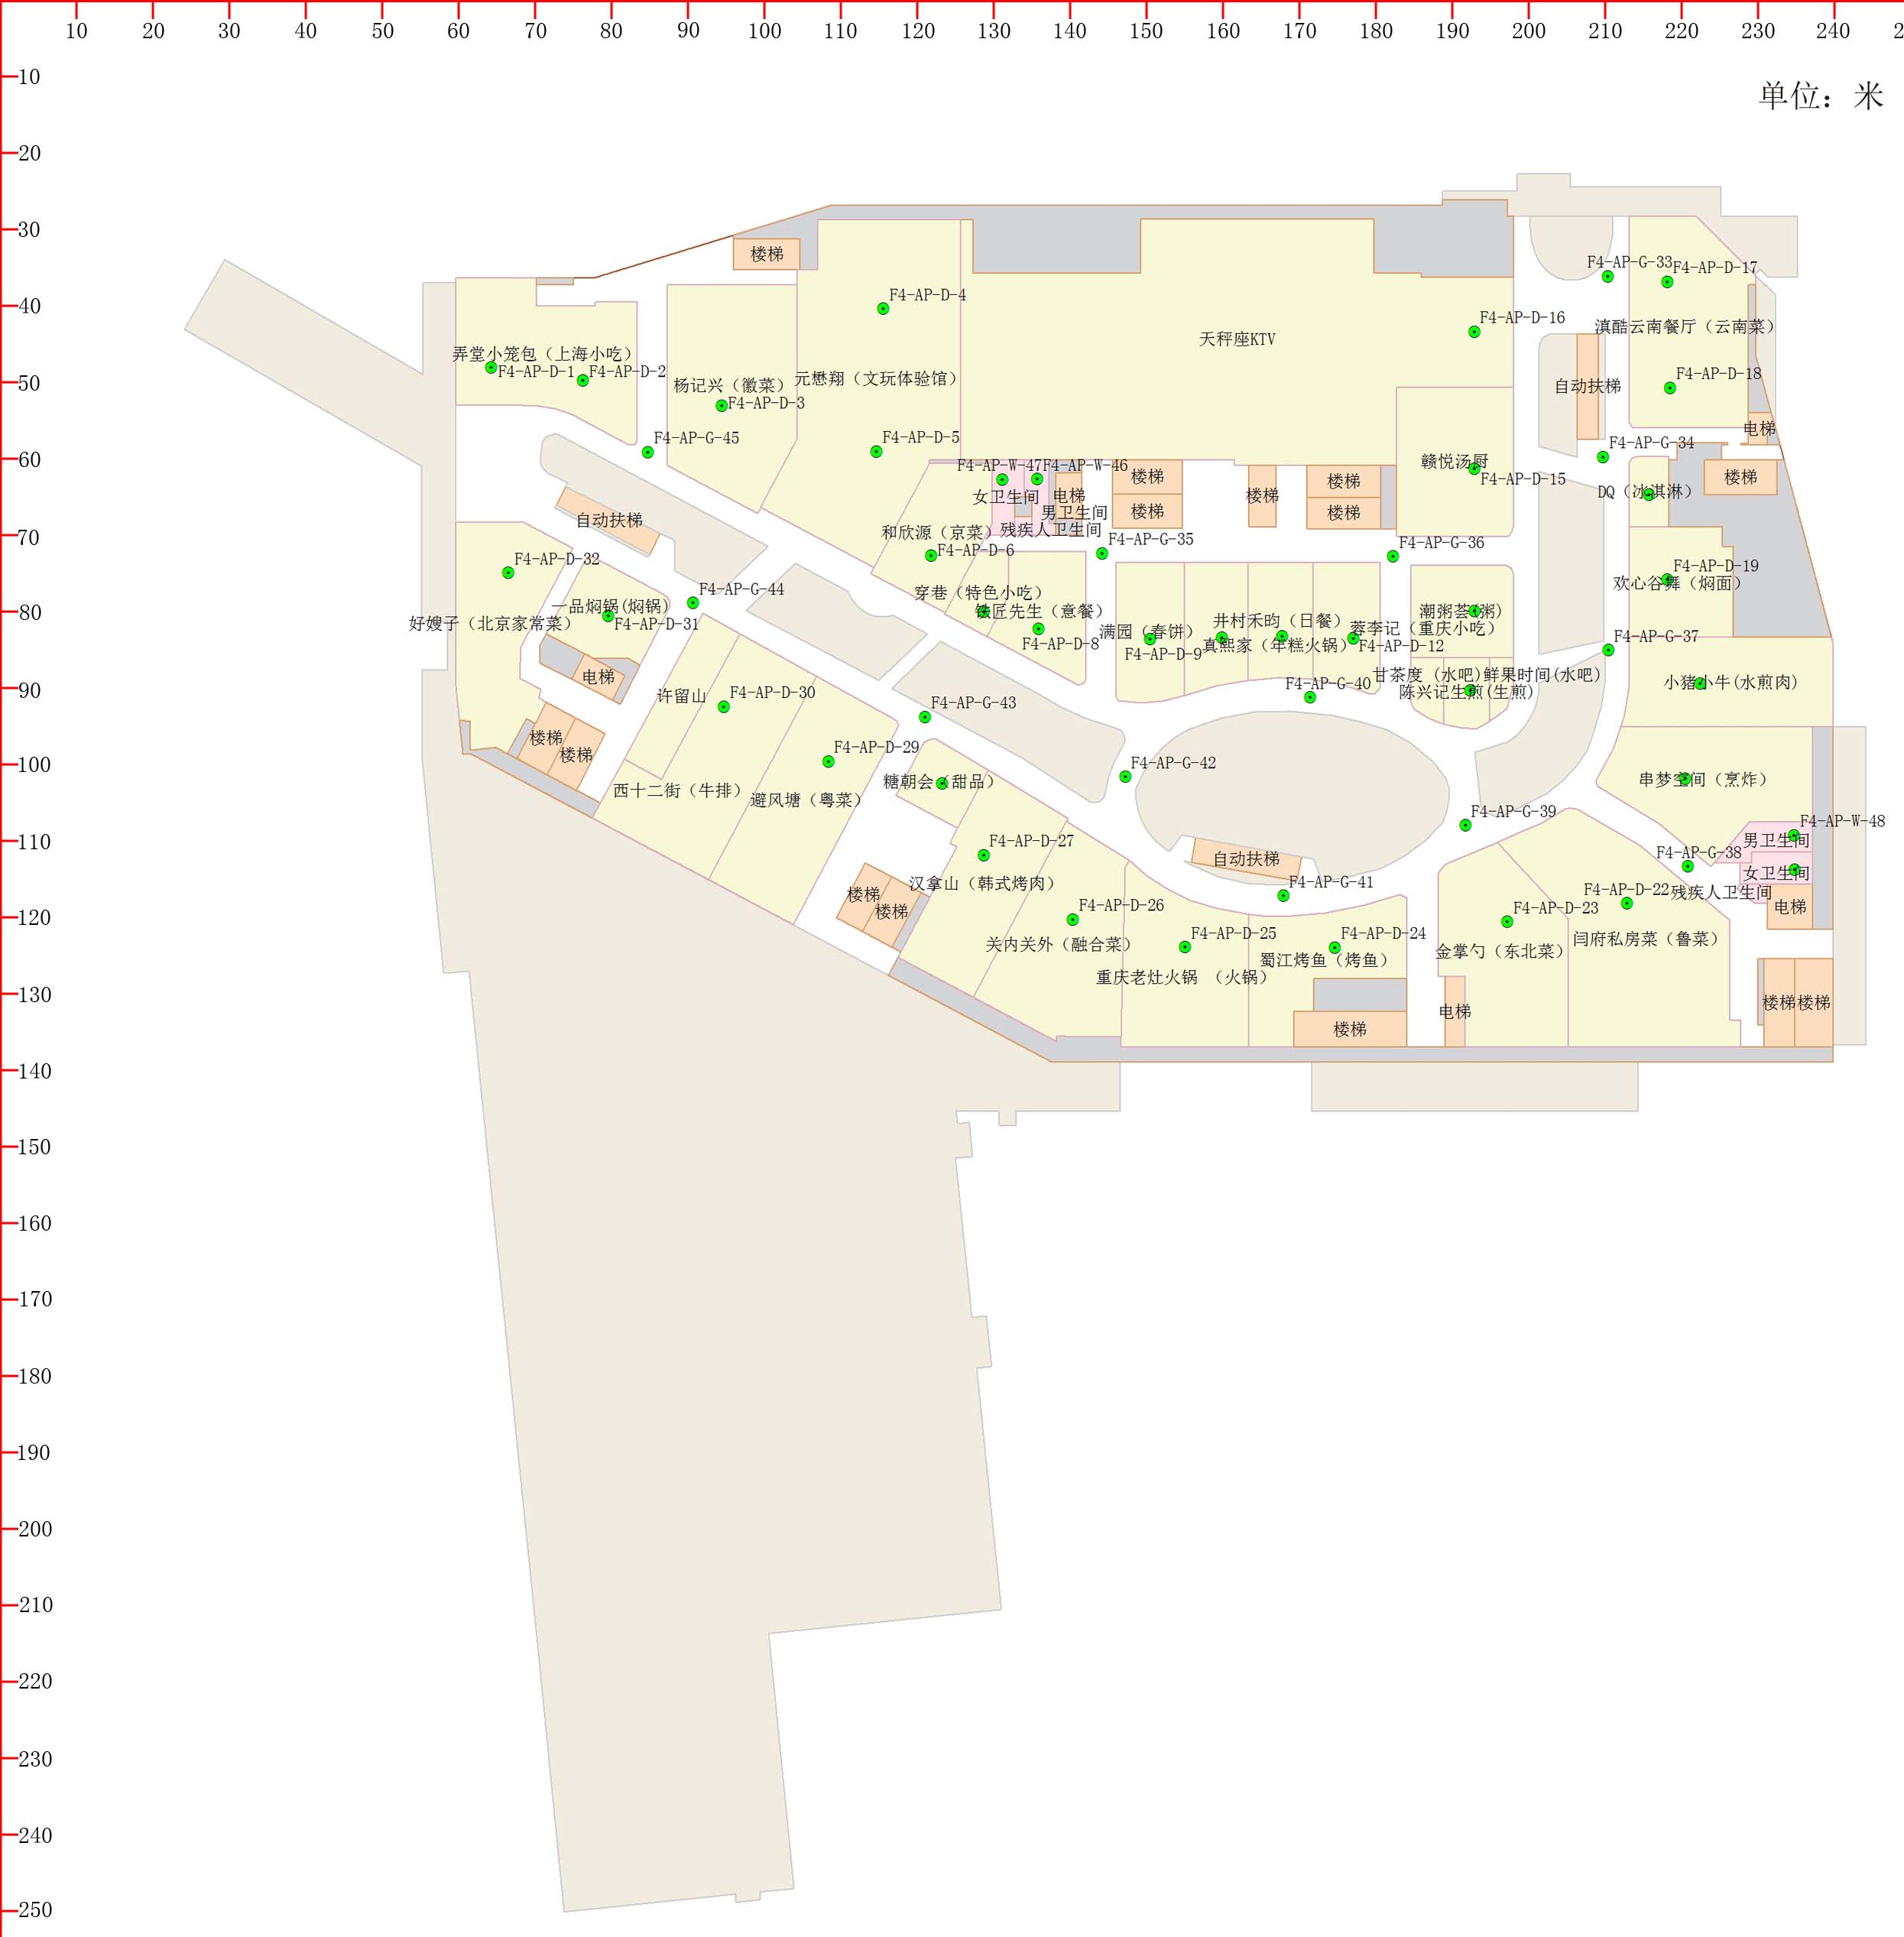 10 20 30 40 50 60 70 80 90 100 110 120 130 140 150 160 170 180 190 200 210 220 230 240 2
10
单位：米
20
30
楼梯
F4-AP-G-33
F4-AP-D-17
F4-AP-D-4
40
F4-AP-D-16
滇酷云南餐厅（云南菜）
天秤座KTV
弄堂小笼包（上海小吃）
F4-AP-D-1
F4-AP-D-2
50
元懋翔（文玩体验馆）
杨记兴（徽菜）
F4-AP-D-3
自动扶梯
F4-AP-D-18
电梯
F4-AP-G-45
F4-AP-D-5
F4-AP-G-34
60
F4-AP-W-47
F4-AP-W-46
赣悦汤厨
F4-AP-D-15
楼梯
楼梯
楼梯
楼梯
电梯
女卫生间
DQ（冰淇淋）
楼梯
楼梯
男卫生间
残疾人卫生间
自动扶梯
70
和欣源（京菜）
F4-AP-D-6
F4-AP-G-35
F4-AP-G-36
F4-AP-D-32
F4-AP-D-19
欢心谷舞（焖面）
F4-AP-G-44
穿巷（特色小吃）
80
一品焖锅(焖锅)
F4-AP-D-31
好嫂子（北京家常菜）
铁匠先生（意餐）
F4-AP-D-8
满园（春饼）
F4-AP-D-9
井村禾昀（日餐）
真熙家（年糕火锅）
蓉李记（重庆小吃）
F4-AP-D-12
潮粥荟(粥)
F4-AP-G-37
电梯
90
许留山
F4-AP-D-30
F4-AP-G-40
甘茶度（水吧)
鲜果时间(水吧)
陈兴记生煎(生煎)
小猪小牛(水煎肉)
F4-AP-G-43
楼梯
楼梯
F4-AP-D-29
100
F4-AP-G-42
糖朝会（甜品）
西十二街（牛排）
避风塘（粤菜）
串梦空间（烹炸）
F4-AP-G-39
F4-AP-W-48
110
F4-AP-D-27
男卫生间
F4-AP-G-38
自动扶梯
女卫生间
汉拿山（韩式烤肉）
F4-AP-G-41
F4-AP-D-22
残疾人卫生间
楼梯
楼梯
电梯
120
F4-AP-D-26
F4-AP-D-23
F4-AP-D-25
F4-AP-D-24
关内关外（融合菜）
闫府私房菜（鲁菜）
金掌勺（东北菜）
蜀江烤鱼（烤鱼）
重庆老灶火锅 （火锅）
130
电梯
楼梯
楼梯
楼梯
140
150
160
170
180
190
200
210
220
230
240
250